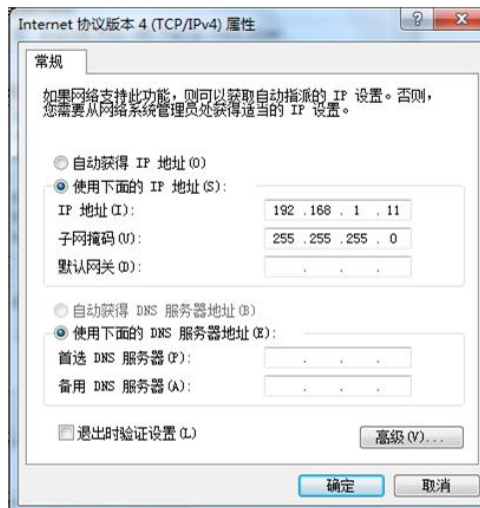 Internet 协议版本 4 (TCP/IPv4) 属性
常规
如果网络支持此功能，则可以获取自动指派的 IP 设置。否则，
您需要从网络系统管理员处获得适当的 IP 设置。
自动获得 IP 地址(O)
使用下面的 IP 地址(S):
IP 地址(I): 192 .168 . 1 . 11
子网掩码(U): 255 .255 .255 . 0
默认网关(D): . . .
自动获得 DNS 服务器地址(B)
使用下面的 DNS 服务器地址(E):
首选 DNS 服务器(P): . . .
备用 DNS 服务器(A): . . .
退出时验证设置(L)
高级(V)...
确定 取消